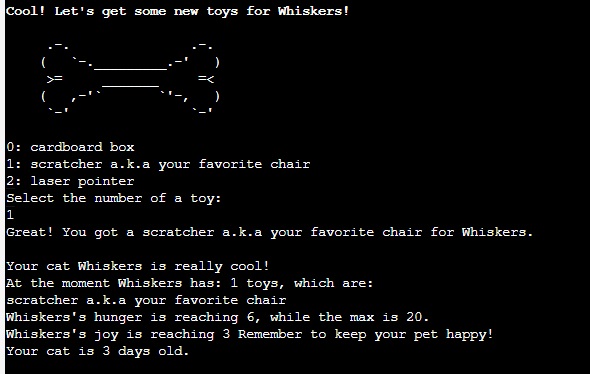 Cool! Let's get some new toys for Whiskers!
0: cardboard box
1: scratcher a.k.a your favorite chair
2: laser pointer
Select the number of a toy:
1
Great! You got a scratcher a.k.a your favorite chair for Whiskers.
Your cat Whiskers is really cool!
At the moment Whiskers has: 1 toys, which are:
scratcher a.k.a your favorite chair
Whiskers's hunger is reaching 6, while the max is 20.
Whiskers's joy is reaching 3 Remember to keep your pet happy!
Your cat is 3 days old.